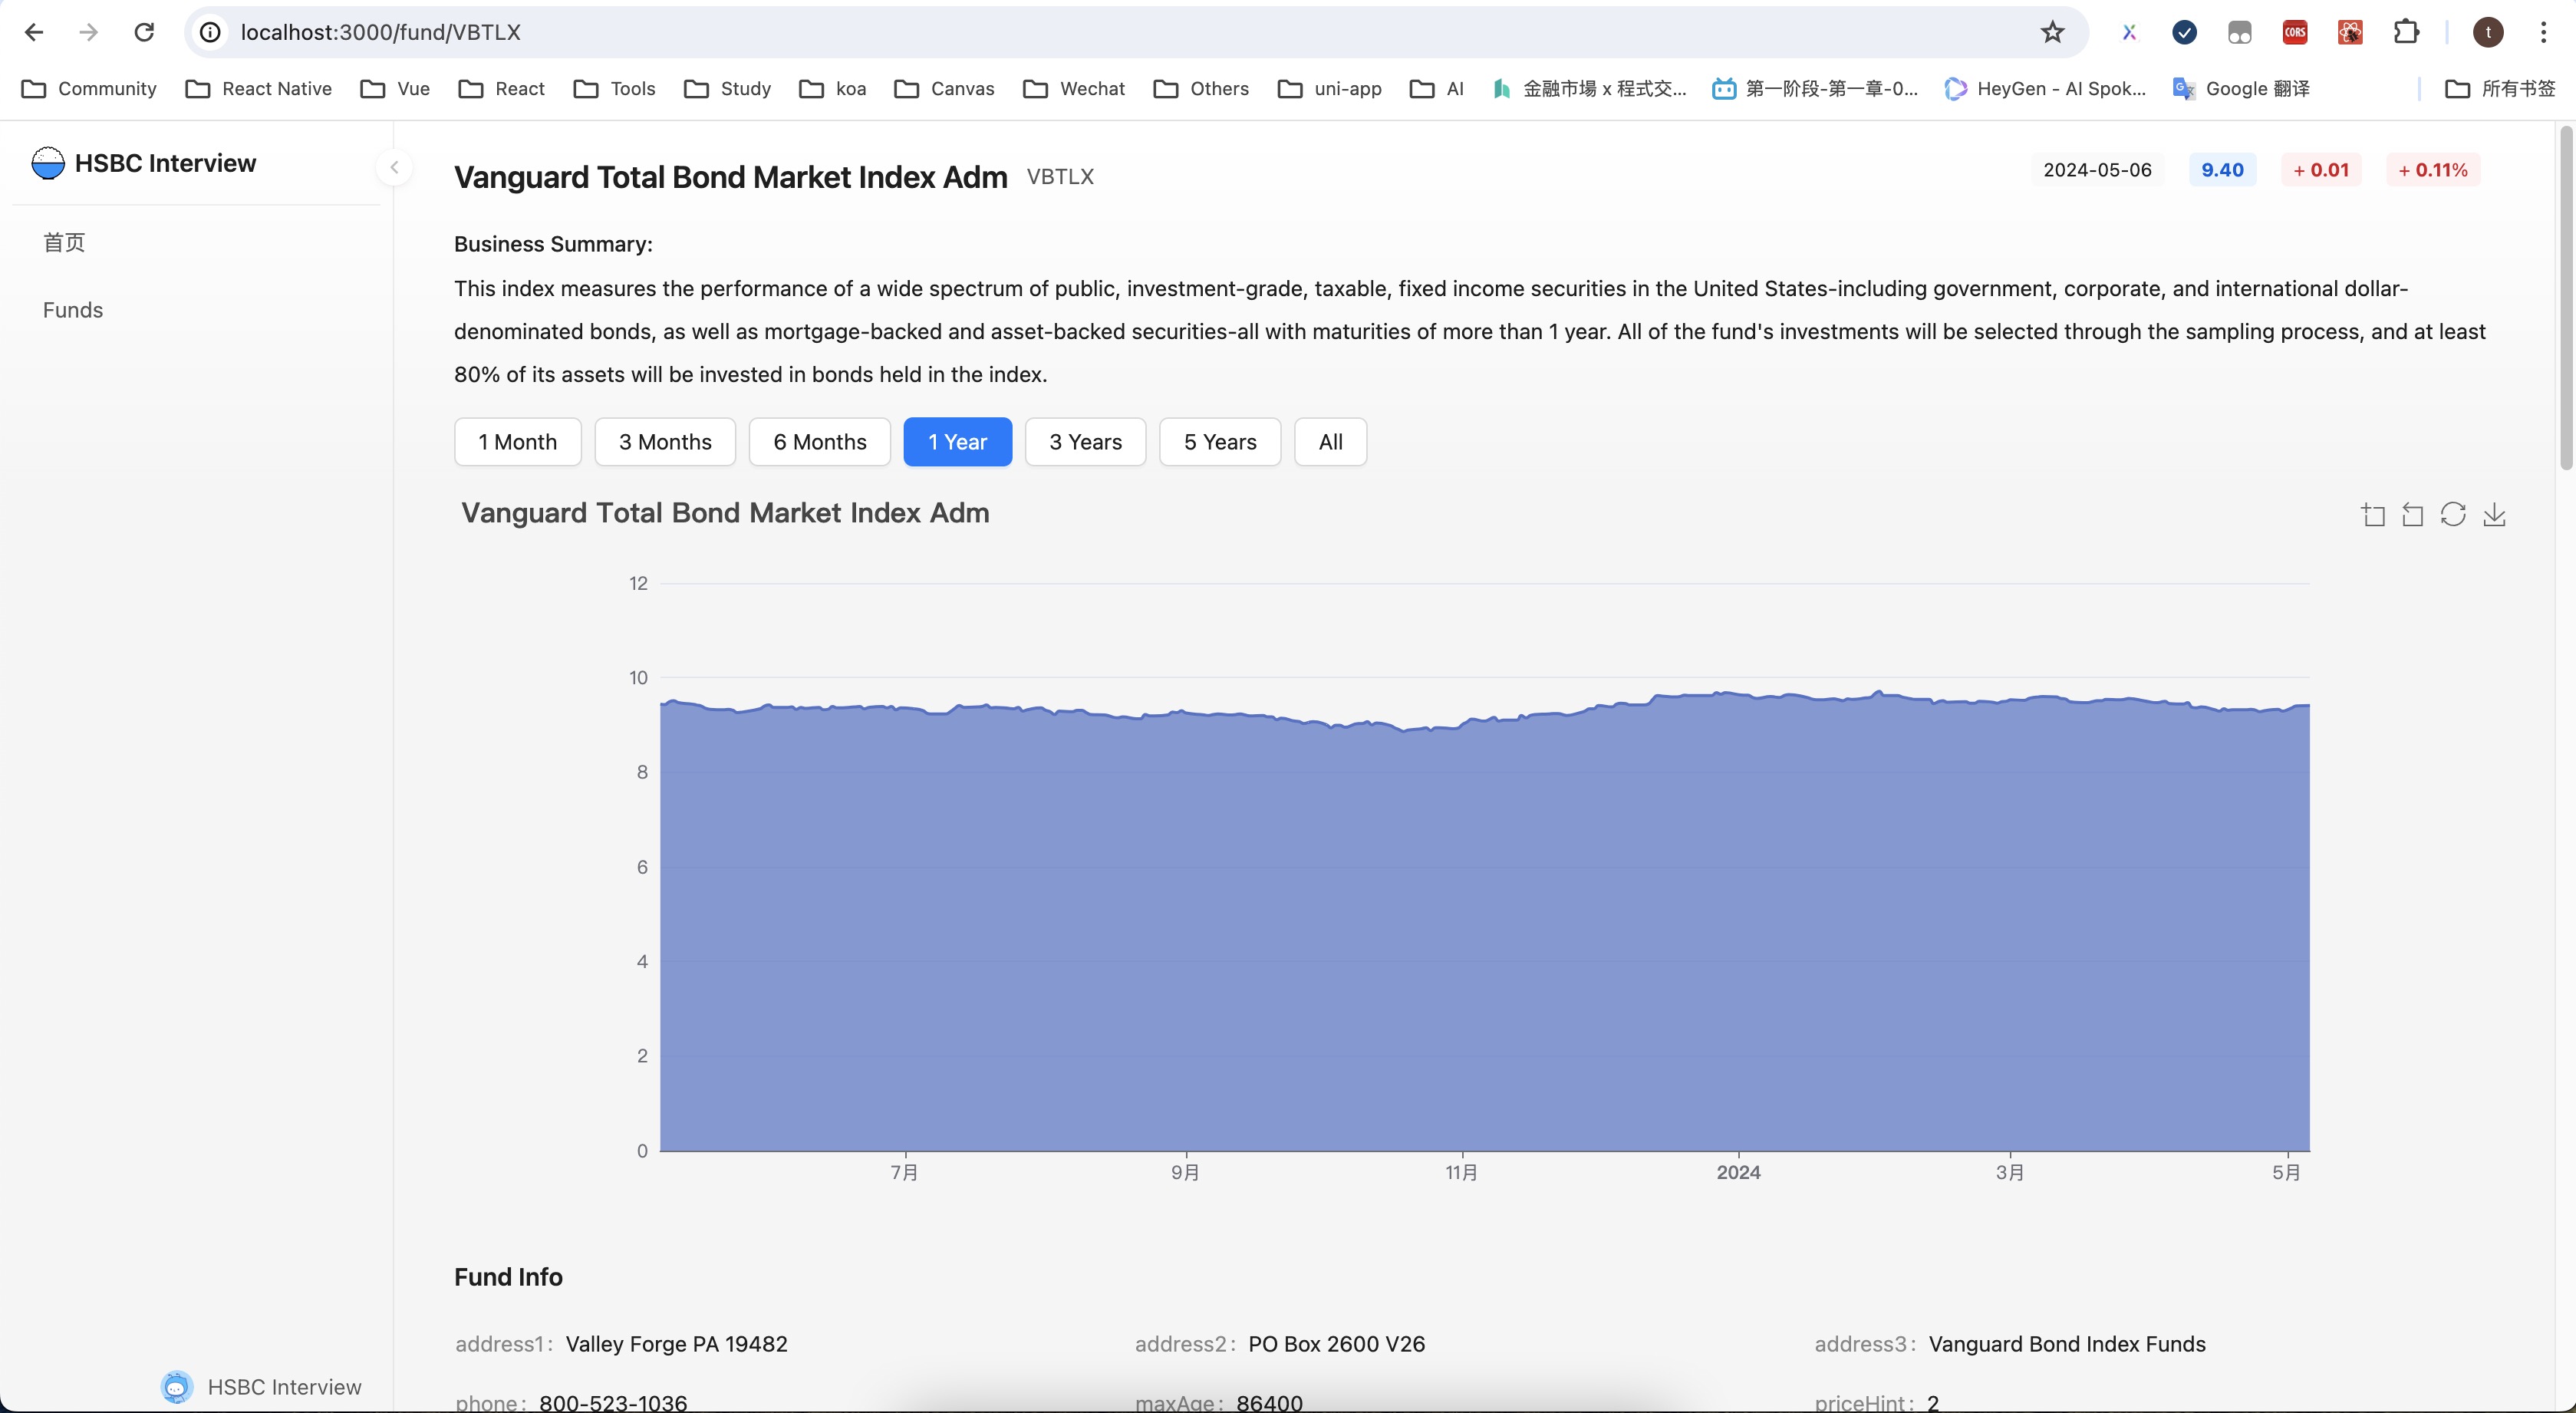 localhost:3000/fund/VBTLX
CORS
t
Community React Native Vue React Tools Study koa Canvas Wechat Others uni-app AI 金融市場 x 程式交... 第一阶段-第一章-0... HeyGen - AI Spok... Google 翻译 所有书签
HSBC Interview
首页
Funds
HSBC Interview
Vanguard Total Bond Market Index Adm VBTLX
2024-05-06 9.40 + 0.01 + 0.11%
Business Summary:
This index measures the performance of a wide spectrum of public, investment-grade, taxable, fixed income securities in the United States-including government, corporate, and international dollar-
denominated bonds, as well as mortgage-backed and asset-backed securities-all with maturities of more than 1 year. All of the fund's investments will be selected through the sampling process, and at least
80% of its assets will be invested in bonds held in the index.
1 Month 3 Months 6 Months 1 Year 3 Years 5 Years All
Vanguard Total Bond Market Index Adm
12
10
8
6
4
2
0
7月 9月 11月 2024 3月 5月
Fund Info
address1: Valley Forge PA 19482 address2: PO Box 2600 V26 address3: Vanguard Bond Index Funds
phone: 800-523-1036 maxAge: 86400 priceHint: 2